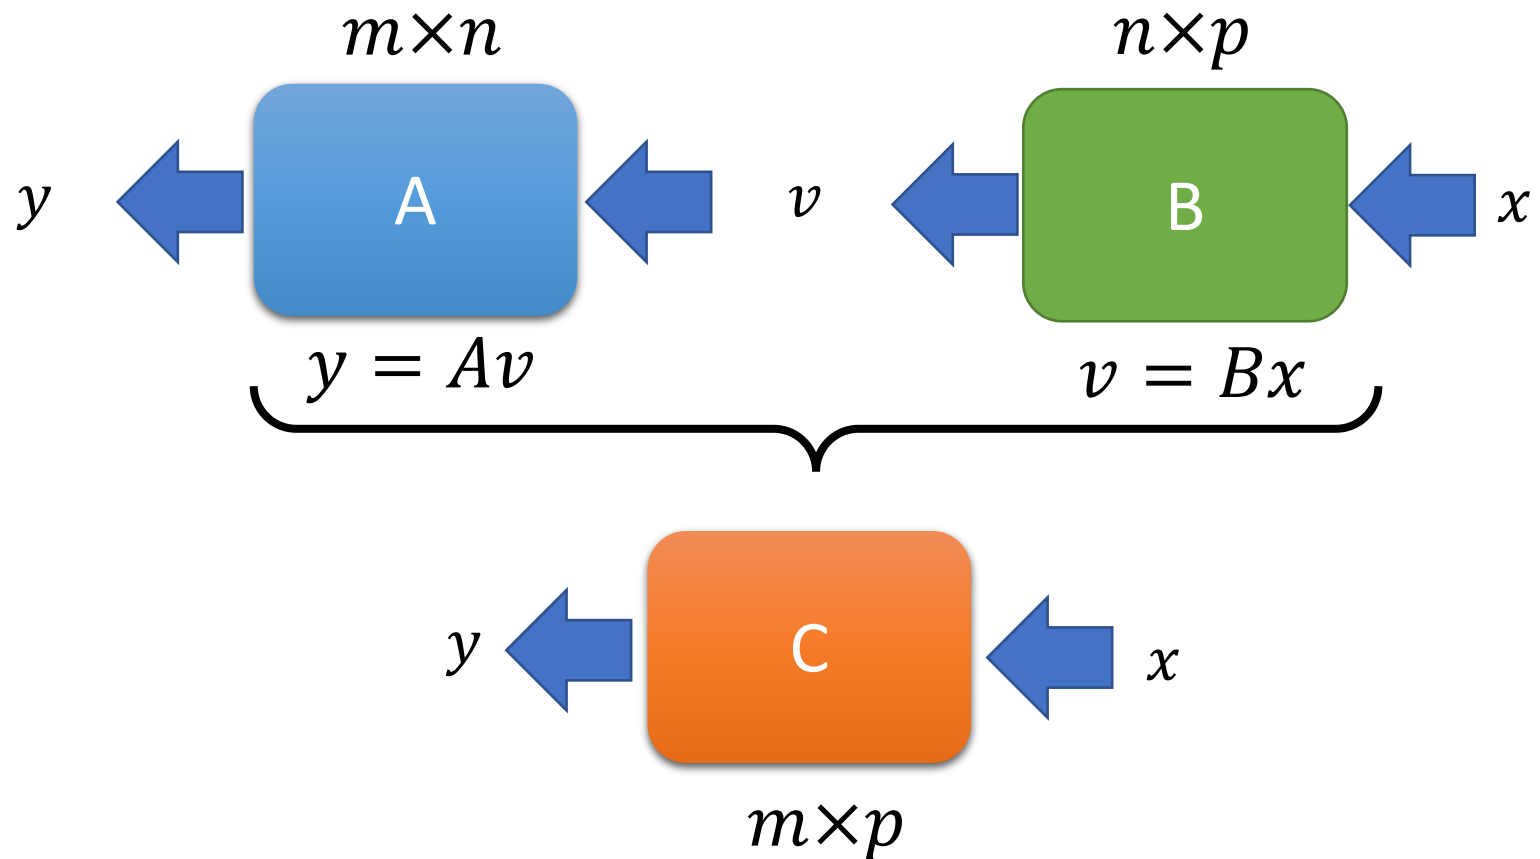 m×n n×p
y A v B x
y = Av v = Bx
y C x
m×p